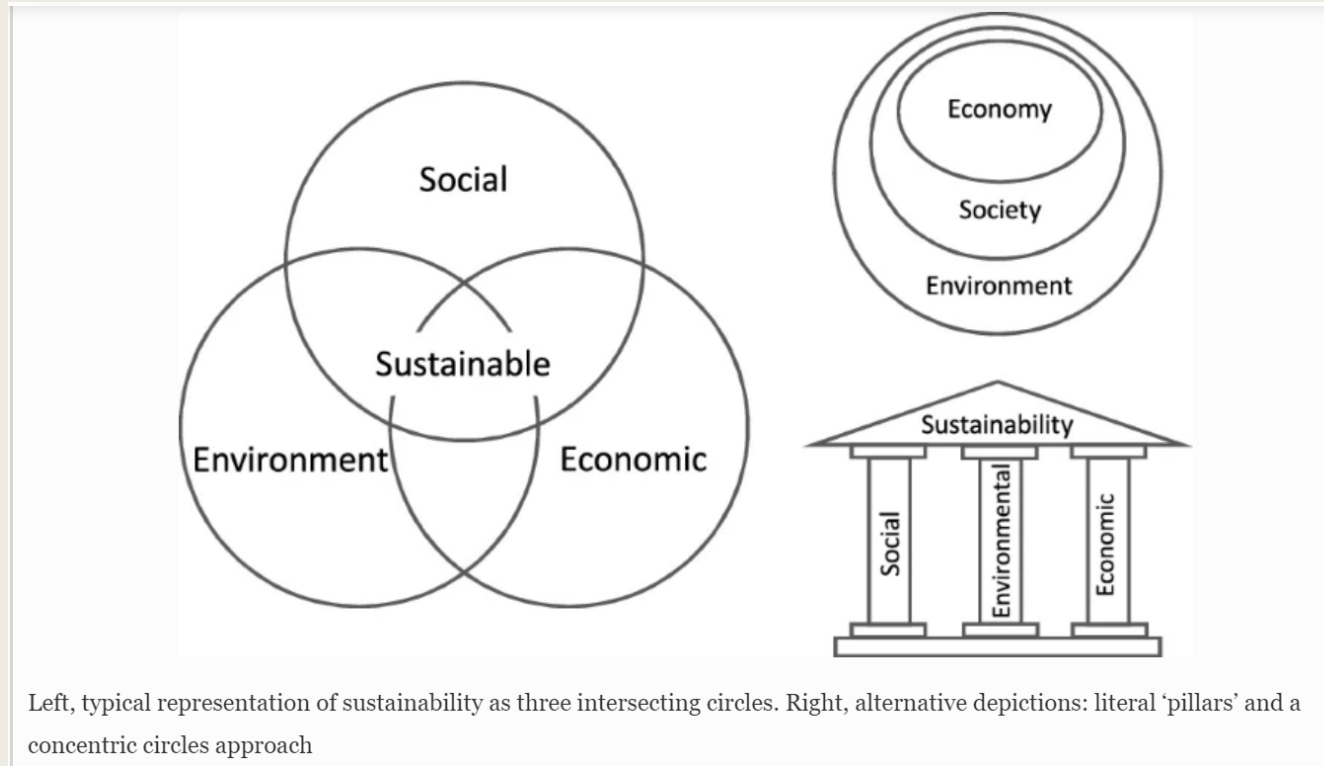 Social
Sustainable
Environment
Economic
Economy
Society
Environment
Sustainability
Social
Environmental
Economic
Left, typical representation of sustainability as three intersecting circles. Right, alternative depictions: literal ‘pillars’ and a
concentric circles approach